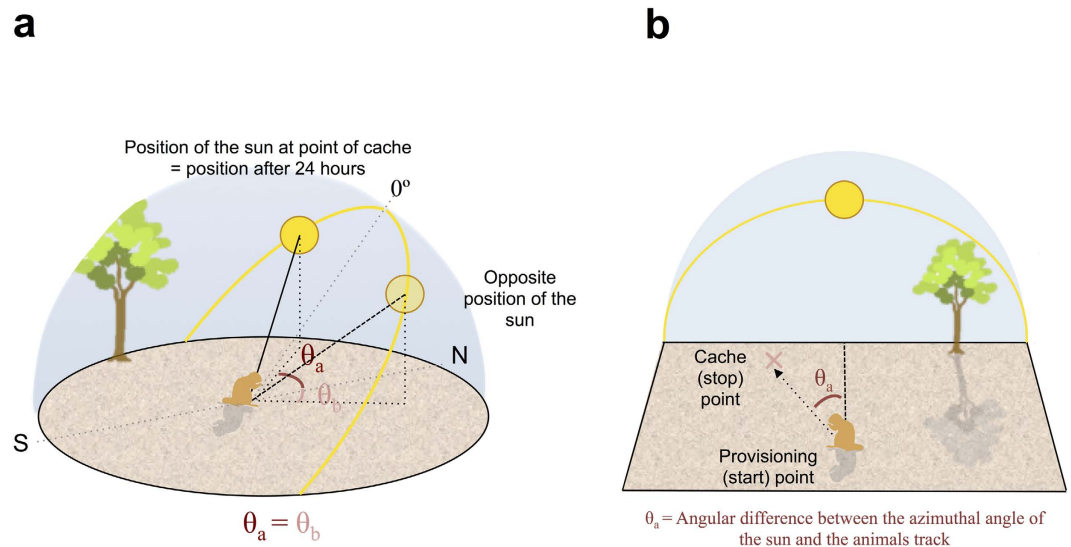 a
Position of the sun at point of cache
= position after 24 hours
0º
Opposite
position of the
sun
N
θa
θb
S
θa = θb
b
Cache
(stop)
point
θa
Provisioning
(start) point
θa = Angular difference between the azimuthal angle of
the sun and the animals track